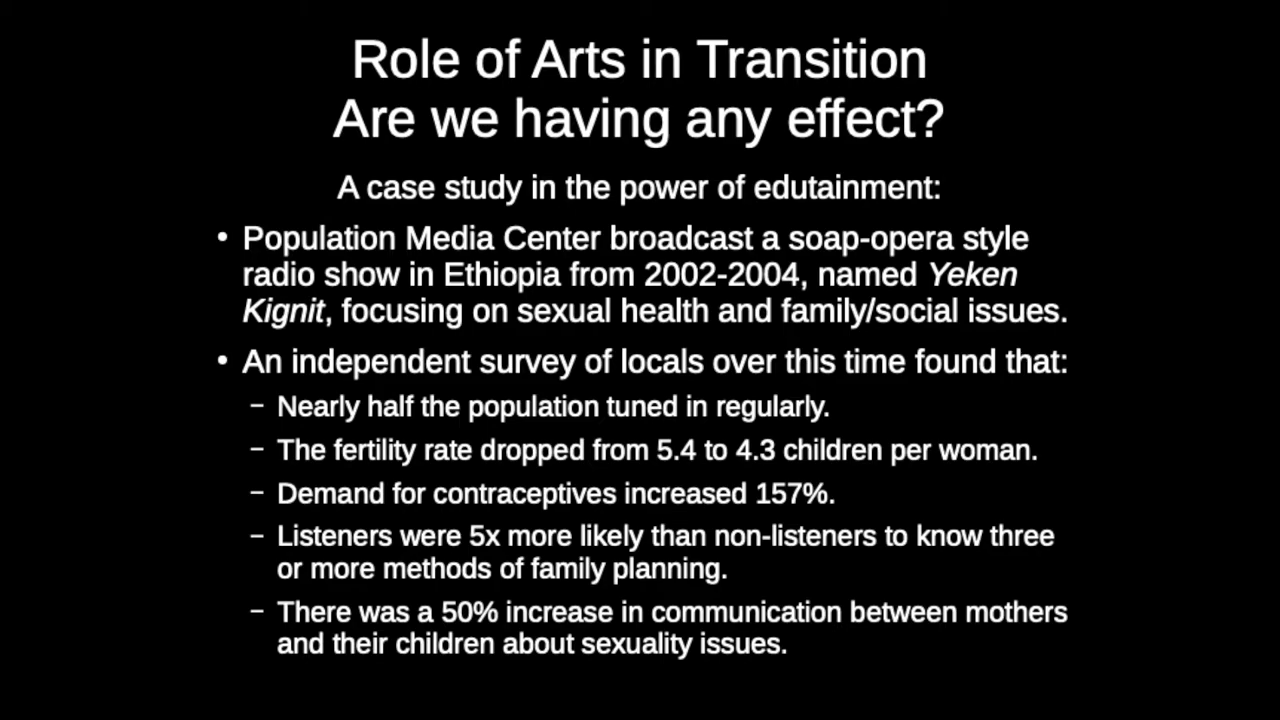 Role of Arts in Transition
Are we having any effect?
A case study in the power of edutainment:
• Population Media Center broadcast a soap-opera style
radio show in Ethiopia from 2002-2004, named Yeken
Kignit, focusing on sexual health and family/social issues.
• An independent survey of locals over this time found that:
– Nearly half the population tuned in regularly.
– The fertility rate dropped from 5.4 to 4.3 children per woman.
– Demand for contraceptives increased 157%.
– Listeners were 5x more likely than non-listeners to know three
or more methods of family planning.
– There was a 50% increase in communication between mothers
and their children about sexuality issues.